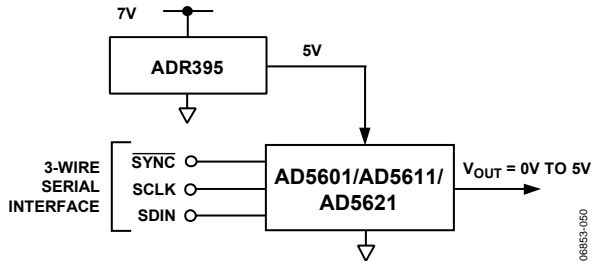 7V
ADR395
5V
3-WIRE
SERIAL
INTERFACE
SYNC
SCLK
SDIN
AD5601/AD5611/
AD5621
VOUT = 0V TO 5V
06853-050